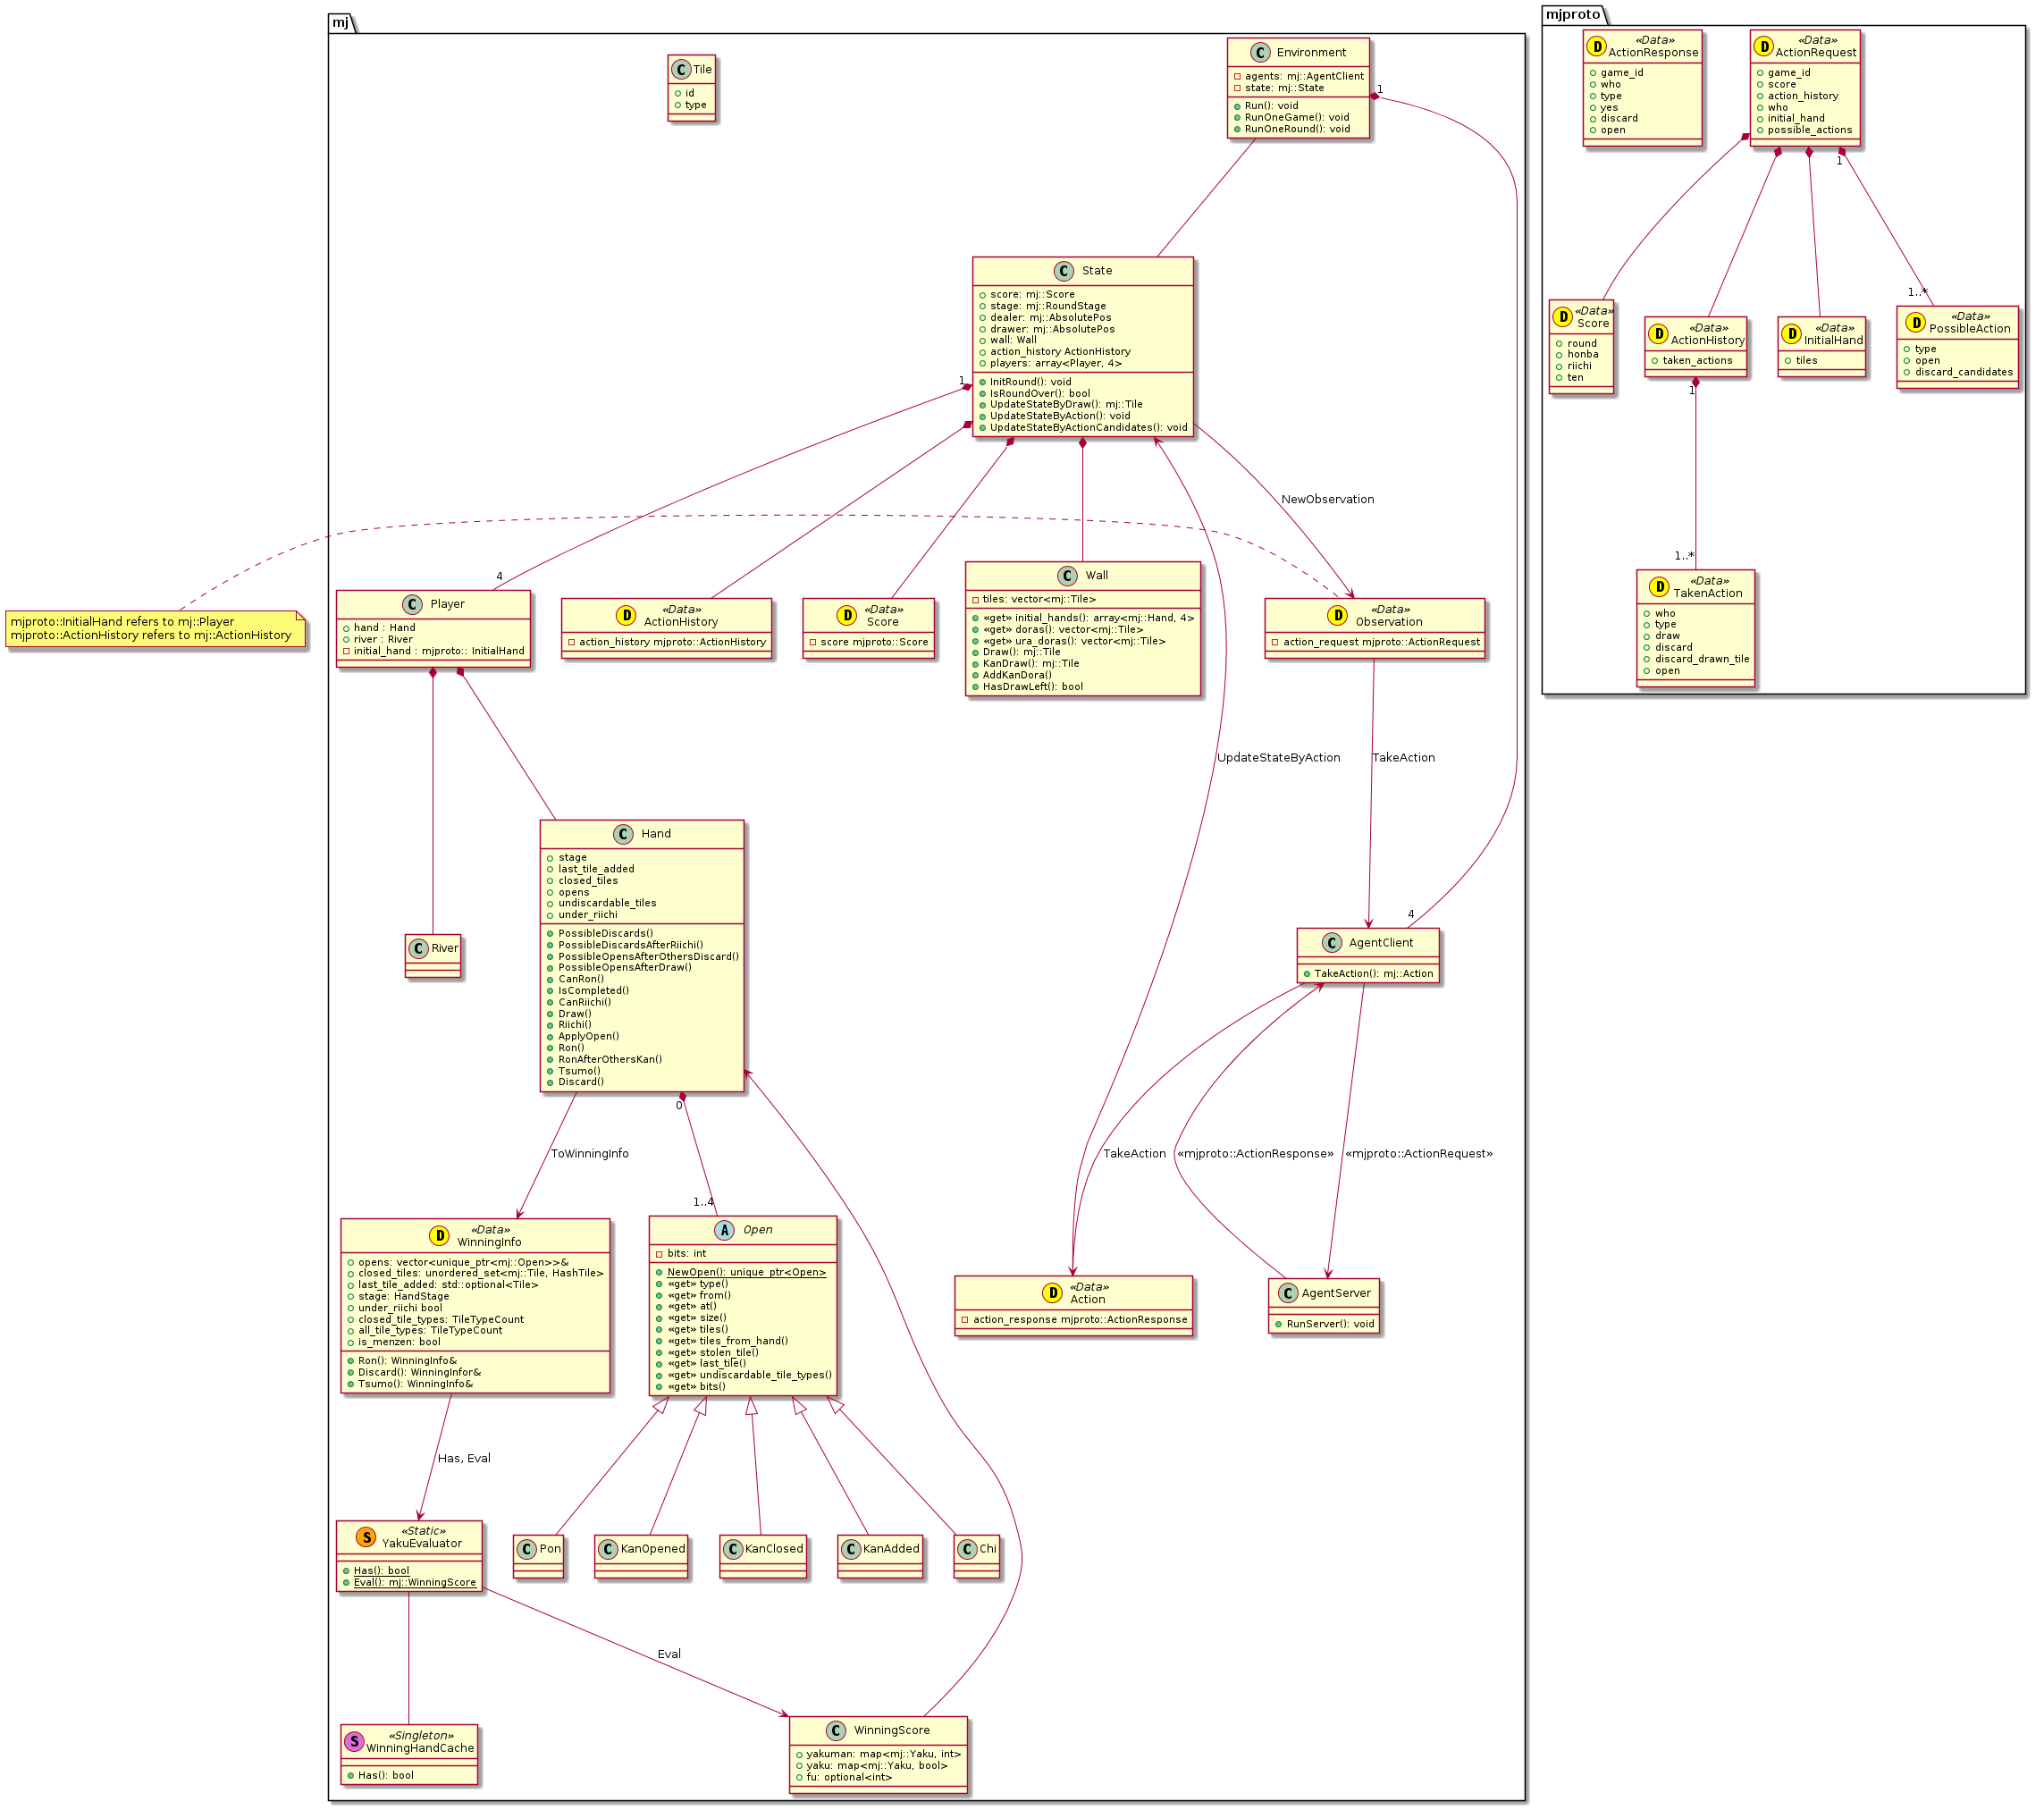 mj
C Tile
id
type
C Environment
agents: mj::AgentClient
state: mj::State
Run(): void
RunOneGame(): void
RunOneRound(): void
1
C State
score: mj::Score
stage: mj::RoundStage
dealer: mj::AbsolutePos
drawer: mj::AbsolutePos
wall: Wall
action_history ActionHistory
players: array<Player, 4>
InitRound(): void
IsRoundOver(): bool
UpdateStateByDraw(): mj::Tile
UpdateStateByAction(): void
UpdateStateByActionCandidates(): void
1
NewObservation
4
mjproto::InitialHand refers to mj::Player
mjproto::ActionHistory refers to mj::ActionHistory
C Player
hand : Hand
river : River
initial_hand : mjproto:: InitialHand
D «Data»
ActionHistory
action_history mjproto::ActionHistory
D «Data»
Score
score mjproto::Score
C Wall
tiles: vector<mj::Tile>
«get» initial_hands(): array<mj::Hand, 4>
«get» doras(): vector<mj::Tile>
«get» ura_doras(): vector<mj::Tile>
Draw(): mj::Tile
KanDraw(): mj::Tile
AddKanDora()
HasDrawLeft(): bool
D «Data»
Observation
action_request mjproto::ActionRequest
UpdateStateByAction
TakeAction
C Hand
stage
last_tile_added
closed_tiles
opens
undiscardable_tiles
under_riichi
PossibleDiscards()
PossibleDiscardsAfterRiichi()
PossibleOpensAfterOthersDiscard()
PossibleOpensAfterDraw()
CanRon()
IsCompleted()
CanRiichi()
Draw()
Riichi()
ApplyOpen()
Ron()
RonAfterOthersKan()
Tsumo()
Discard()
C River
4
C AgentClient
TakeAction(): mj::Action
0
ToWinningInfo
1..4
TakeAction
«mjproto::ActionResponse»
«mjproto::ActionRequest»
D «Data»
WinningInfo
opens: vector<unique_ptr<mj::Open>>&
closed_tiles: unordered_set<mj::Tile, HashTile>
last_tile_added: std::optional<Tile>
stage: HandStage
under_riichi bool
closed_tile_types: TileTypeCount
all_tile_types: TileTypeCount
is_menzen: bool
Ron(): WinningInfo&
Discard(): WinningInfor&
Tsumo(): WinningInfo&
A Open
bits: int
NewOpen(): unique_ptr<Open>
«get» type()
«get» from()
«get» at()
«get» size()
«get» tiles()
«get» tiles_from_hand()
«get» stolen_tile()
«get» last_tile()
«get» undiscardable_tile_types()
«get» bits()
D «Data»
Action
action_response mjproto::ActionResponse
C AgentServer
RunServer(): void
Has, Eval
S «Static»
YakuEvaluator
Has(): bool
Eval(): mj::WinningScore
C Pon
C KanOpened
C KanClosed
C KanAdded
C Chi
Eval
S «Singleton»
WinningHandCache
Has(): bool
C WinningScore
yakuman: map<mj::Yaku, int>
yaku: map<mj::Yaku, bool>
fu: optional<int>
mjproto
D «Data»
ActionResponse
game_id
who
type
yes
discard
open
D «Data»
ActionRequest
game_id
score
action_history
who
initial_hand
possible_actions
1
1..*
D «Data»
Score
round
honba
riichi
ten
D «Data»
ActionHistory
taken_actions
D «Data»
InitialHand
tiles
D «Data»
PossibleAction
type
open
discard_candidates
1
1..*
D «Data»
TakenAction
who
type
draw
discard
discard_drawn_tile
open